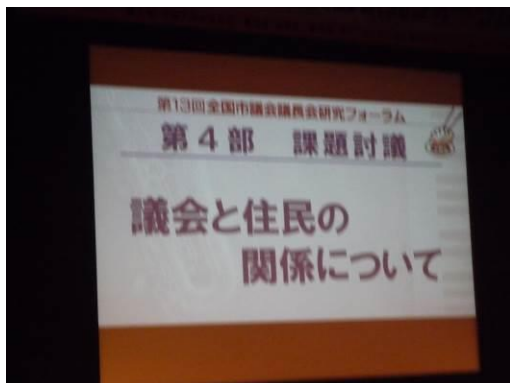 第13回全国市議会議長会研究フォーラム
第4部 課題討議
議会と住民の
関係について